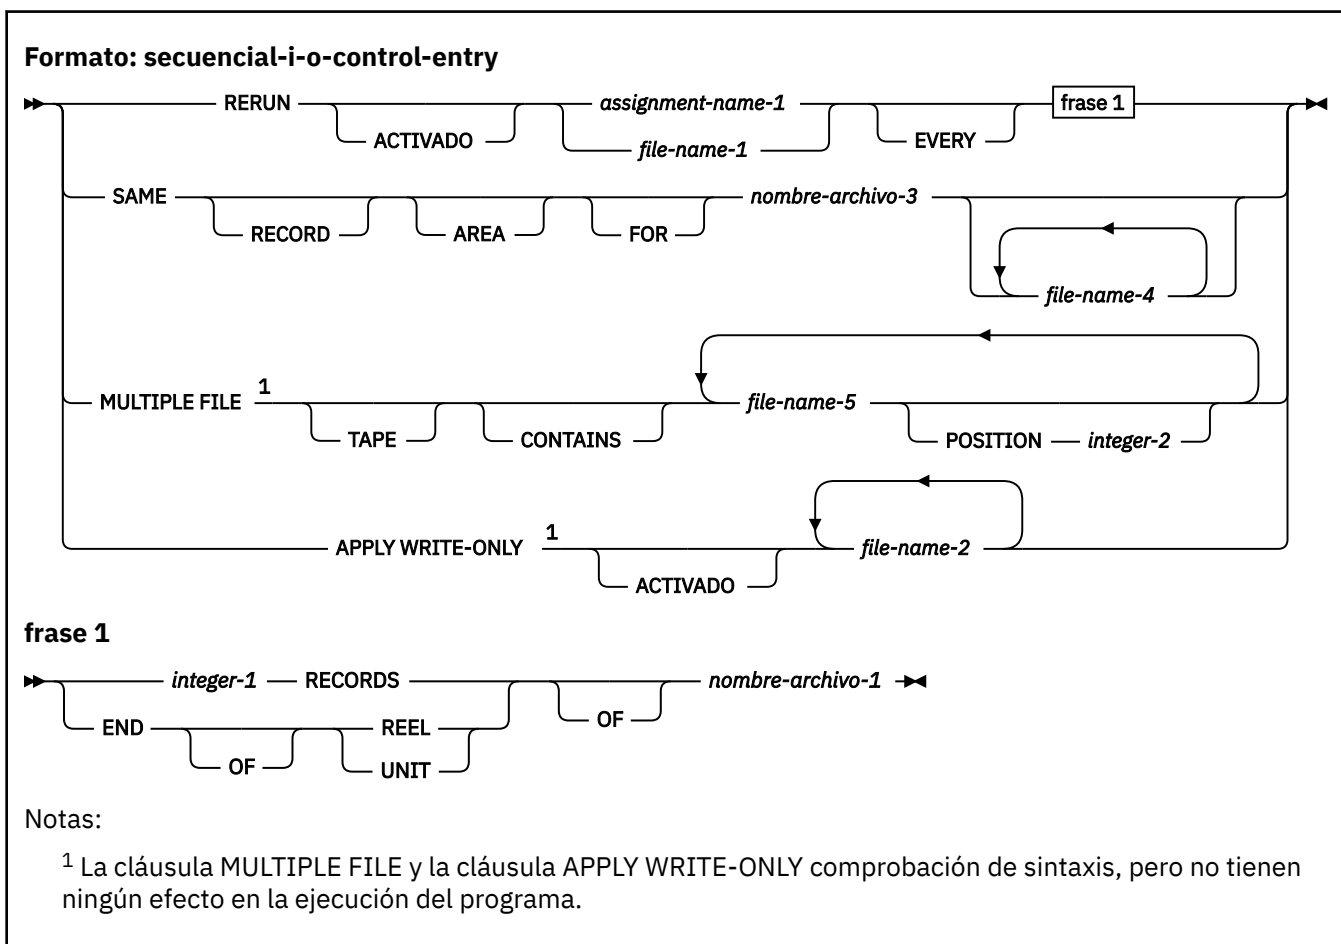 Formato: secuencial-i-o-control-entry
RERUN ACTIVADO assignment-name-1 file-name-1 EVERY frase 1
SAME RECORD AREA FOR nombre-archivo-3 file-name-4
MULTIPLE FILE 1 TAPE CONTAINS file-name-5 POSITION integer-2
APPLY WRITE-ONLY 1 ACTIVADO file-name-2
frase 1
integer-1 RECORDS OF nombre-archivo-1
END OF REEL UNIT
Notas:
1 La cláusula MULTIPLE FILE y la cláusula APPLY WRITE-ONLY comprobación de sintaxis, pero no tienen
ningún efecto en la ejecución del programa.